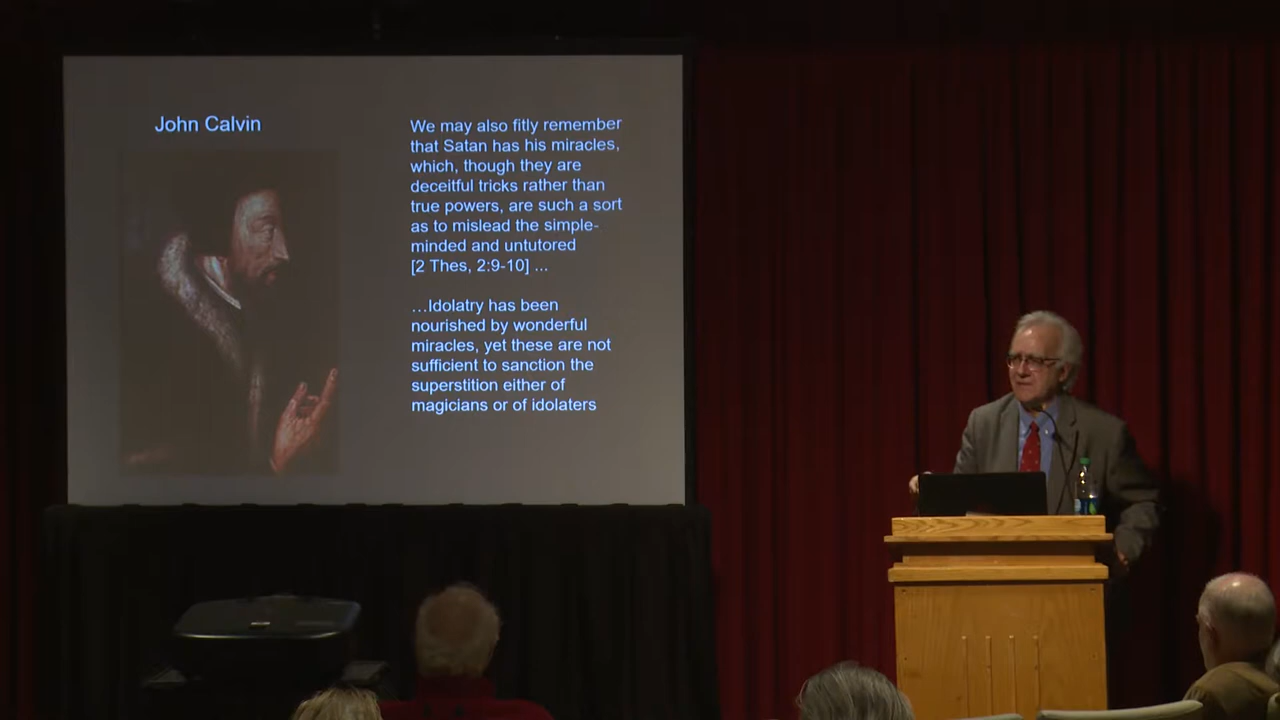 John Calvin
We may also fitly remember
that Satan has his miracles,
which, though they are
deceitful tricks rather than
true powers, are such a sort
as to mislead the simple-
minded and untutored
[2 Thes, 2:9-10] ...
...Idolatry has been
nourished by wonderful
miracles, yet these are not
sufficient to sanction the
superstition either of
magicians or of idolaters